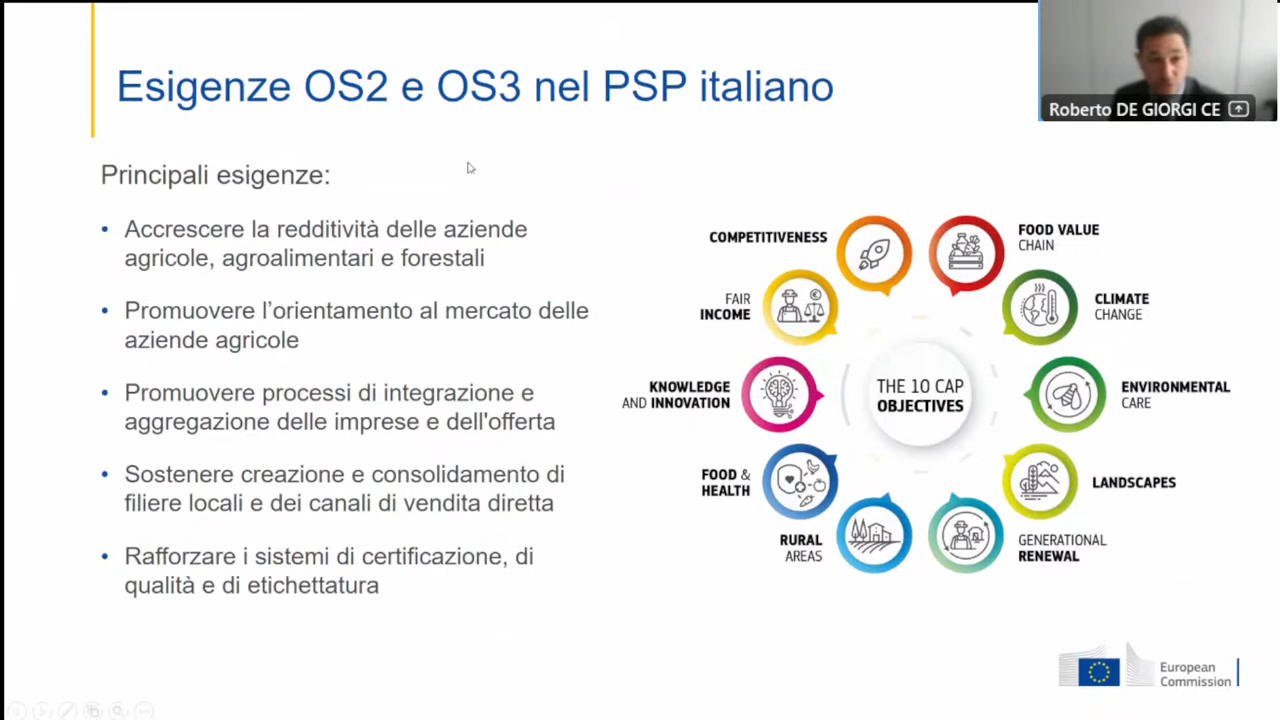 Esigenze OS2 e OS3 nel PSP italiano
Roberto DE GIORGI CE
Principali esigenze:
• Accrescere la redditività delle aziende
agricole, agroalimentari e forestali
• Promuovere l'orientamento al mercato delle
aziende agricole
• Promuovere processi di integrazione e
aggregazione delle imprese e dell'offerta
• Sostenere creazione e consolidamento di
filiere locali e dei canali di vendita diretta
• Rafforzare i sistemi di certificazione, di
qualità e di etichettatura
COMPETITIVENESS
FOOD VALUE
CHAIN
FAIR
INCOME
CLIMATE
CHANGE
KNOWLEDGE
AND INNOVATION
THE 10 CAP
OBJECTIVES
ENVIRONMENTAL
CARE
FOOD &
HEALTH
LANDSCAPES
RURAL
AREAS
GENERATIONAL
RENEWAL
European
Commission